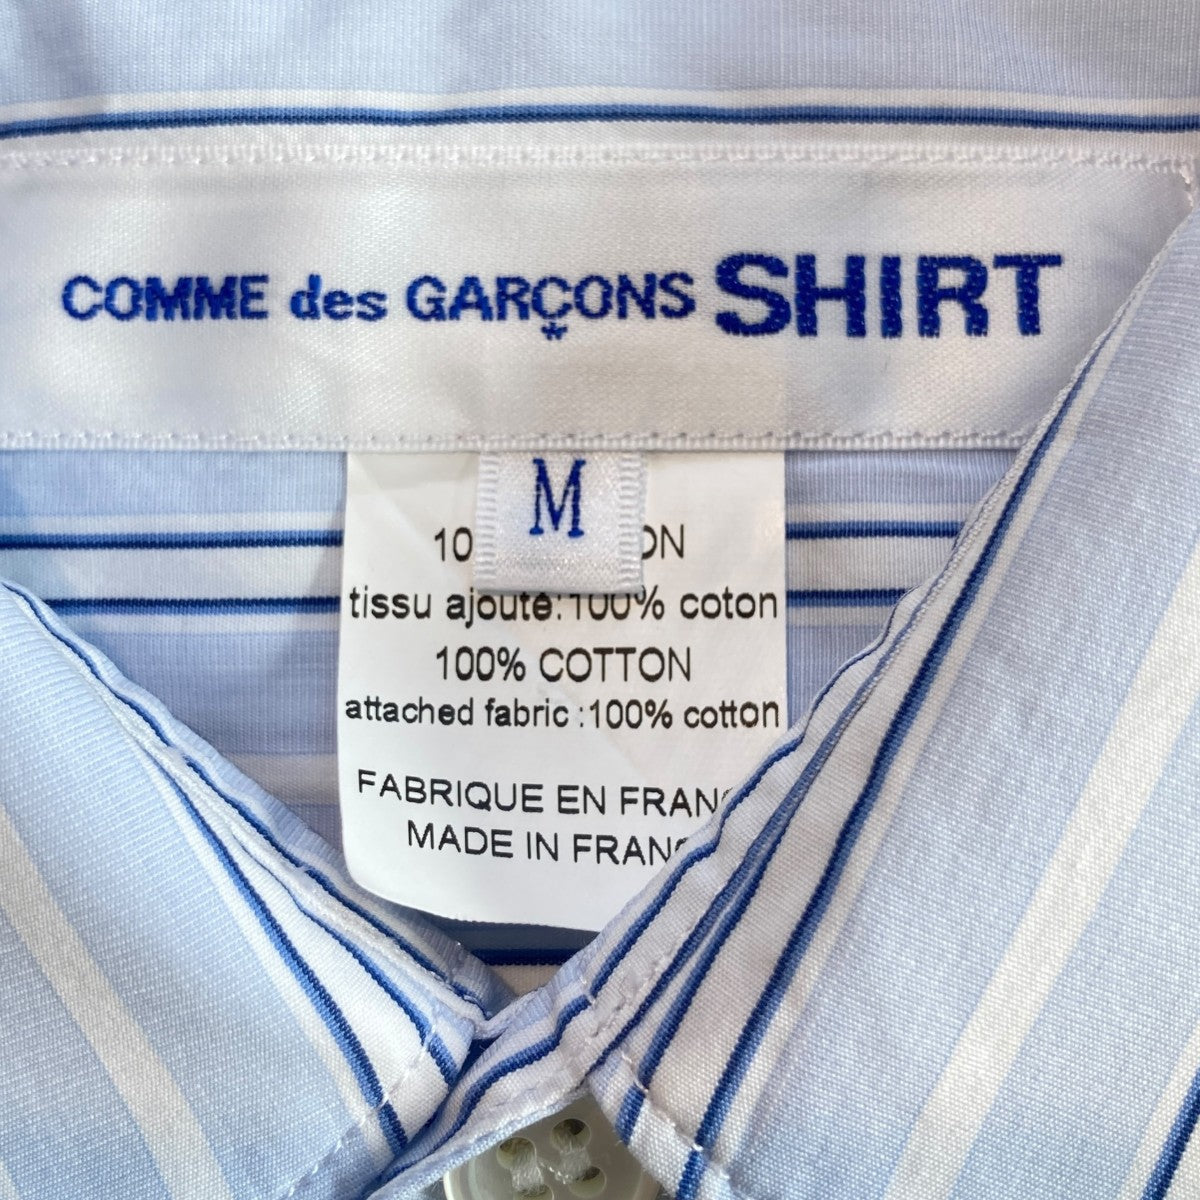 COMME des GARÇONS SHIRT
M
tissu ajouté:100% coton
100% COTTON
attached fabric :100% cotton
FABRIQUE EN
MADE IN